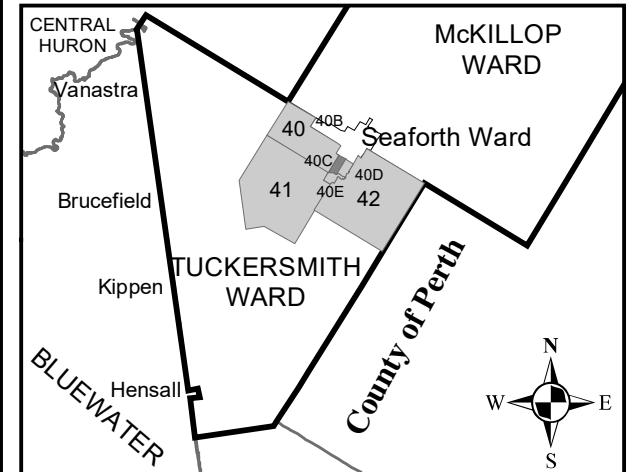 CENTRAL
HURON
McKILLOP
WARD
Vanastra
40
40B
Seaforth Ward
40C
40D
41
40E
42
Brucefield
TUCKERSMITH
WARD
Kippen
County of Perth
BLUEWATER
Hensall
N
W
E
S